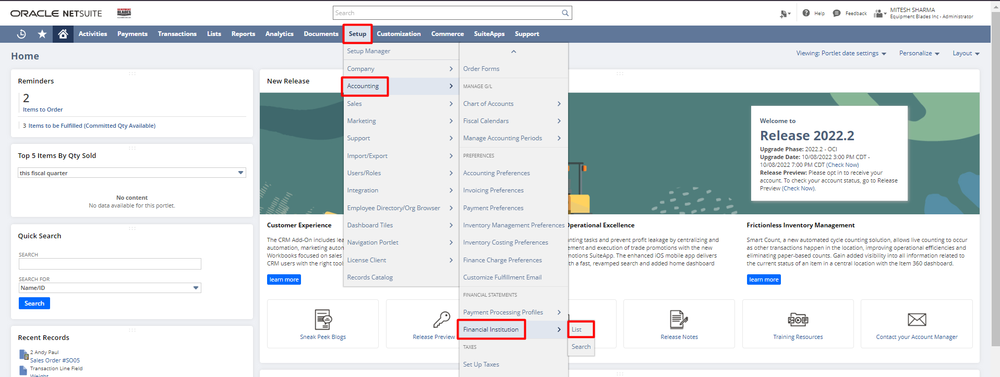 ORACLE NETSUITE
EQUIPMENT
BLADES
Search
Help
Feedback
MITESH SHARMA
Equipment Blades Inc - Administrator
Activities
Payments
Transactions
Lists
Reports
Analytics
Documents
Setup
Customization
Commerce
SuiteApps
Support
Home
Viewing: Portlet date settings
Personalize
Layout
Reminders
2
Items to Order
3 Items to be Fulfilled (Committed Qty Available)
Top 5 Items By Qty Sold
this fiscal quarter
No content
No data available for this portlet.
Quick Search
SEARCH
SEARCH FOR
Name/ID
Search
Recent Records
2 Andy Paul
Sales Order #SO05
Transaction Line Field
Weight
Setup Manager
Company
Accounting
Sales
Marketing
Support
Import/Export
Users/Roles
Integration
Employee Directory/Org Browser
Dashboard Tiles
Navigation Portlet
License Client
Records Catalog
Order Forms
MANAGE G/L
Chart of Accounts
Fiscal Calendars
Manage Accounting Periods
PREFERENCES
Accounting Preferences
Invoicing Preferences
Payment Preferences
Inventory Management Preferences
Inventory Costing Preferences
Finance Charge Preferences
Customize Fulfillment Email
FINANCIAL STATEMENTS
Payment Processing Profiles
Financial Institution
TAXES
Set Up Taxes
List
Search
New Release
Welcome to
Release 2022.2
Upgrade Phase: 2022.2 - OCI
Upgrade Date: 10/08/2022 3:00 PM CDT -
10/08/2022 7:00 PM CDT (Check Now)
Release Preview: Please opt in to receive your
account. To check your account status, go to Release
Preview (Check Now).
Customer Experience
The CRM Add-On includes lea
automation, marketing autom
Workbooks focused on sales
CRM users with the right tool
learn more
Operational Excellence
unting tasks and prevent profit leakage by centralizing and
ement and execution of trade promotions with the new
motions SuiteApp. The enhanced iOS mobile app delivers
h a fast, revamped search and added home dashboard
Frictionless Inventory Management
Smart Count, a new automated cycle counting solution, allows live counting to occur
as other transactions happen in the location, improving operational efficiencies and
eliminating paper-based counts. Gain added visibility into all information related to
the current status of an item in a central location with the Item 360 dashboard.
learn more
Sneak Peek Blogs
Release Preview
Release Notes
Training Resources
Contact your Account Manager